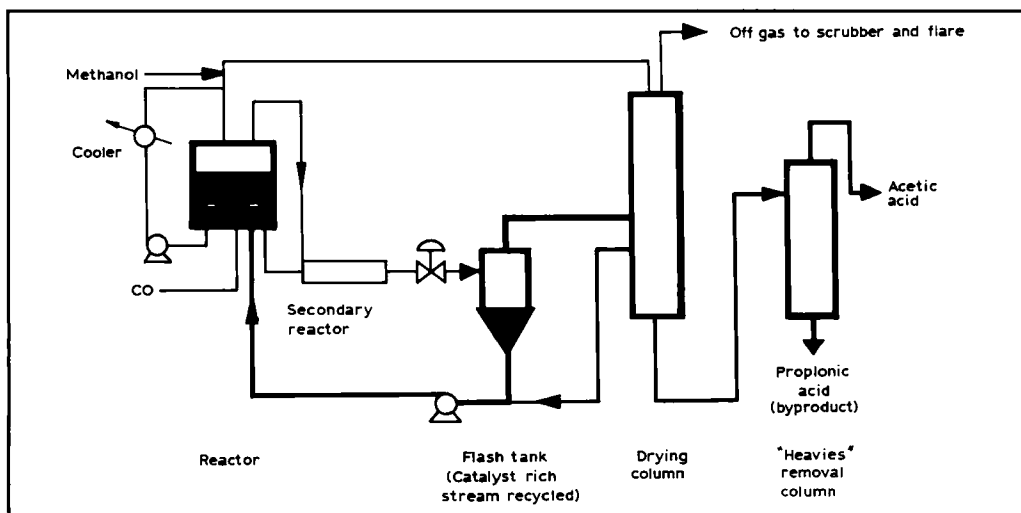 Off gas to scrubber and flare
Methanol
Cooler
Acetic
acid
CO
Secondary
reactor
Proplonic
acid
(byproduct)
Reactor
Flash tank
(Catalyst rich
stream recycled)
Drying
column
"Heavies"
removal
column